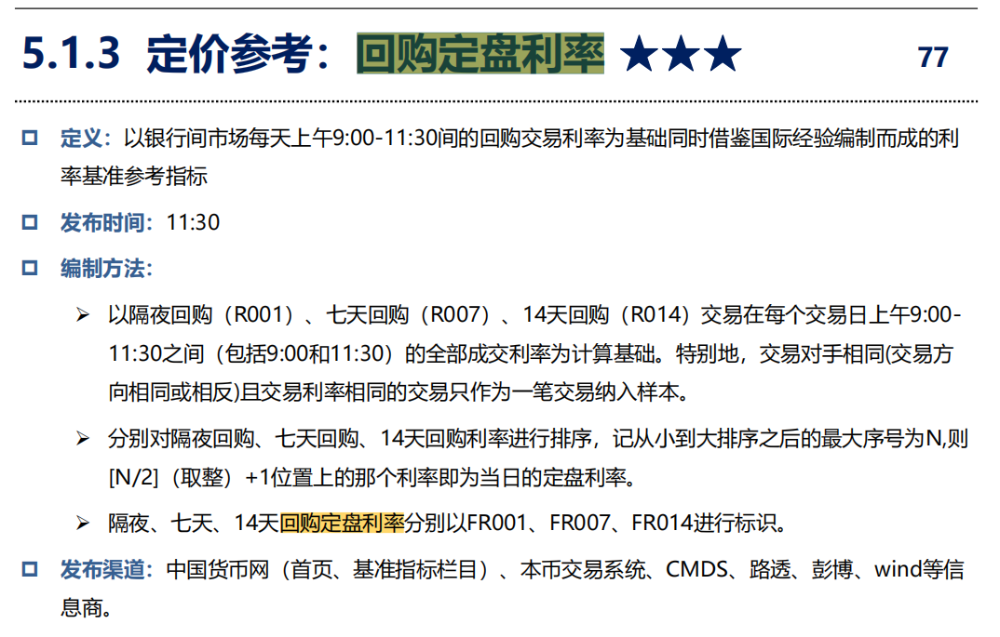 5.1.3 定价参考：回购定盘利率 ★★★ 77
定义：以银行间市场每天上午9:00-11:30间的回购交易利率为基础同时借鉴国际经验编制而成的利
率基准参考指标
发布时间：11:30
编制方法：
以隔夜回购（R001）、七天回购（R007）、14天回购（R014）交易在每个交易日上午9:00-
11:30之间（包括9:00和11:30）的全部成交利率为计算基础。特别地，交易对手相同(交易方
向相同或相反)且交易利率相同的交易只作为一笔交易纳入样本。
分别对隔夜回购、七天回购、14天回购利率进行排序，记从小到大排序之后的最大序号为N,则
[N/2]（取整）+1位置上的那个利率即为当日的定盘利率。
隔夜、七天、14天回购定盘利率分别以FR001、FR007、FR014进行标识。
发布渠道：中国货币网（首页、基准指标栏目）、本币交易系统、CMDS、路透、彭博、wind等信
息商。